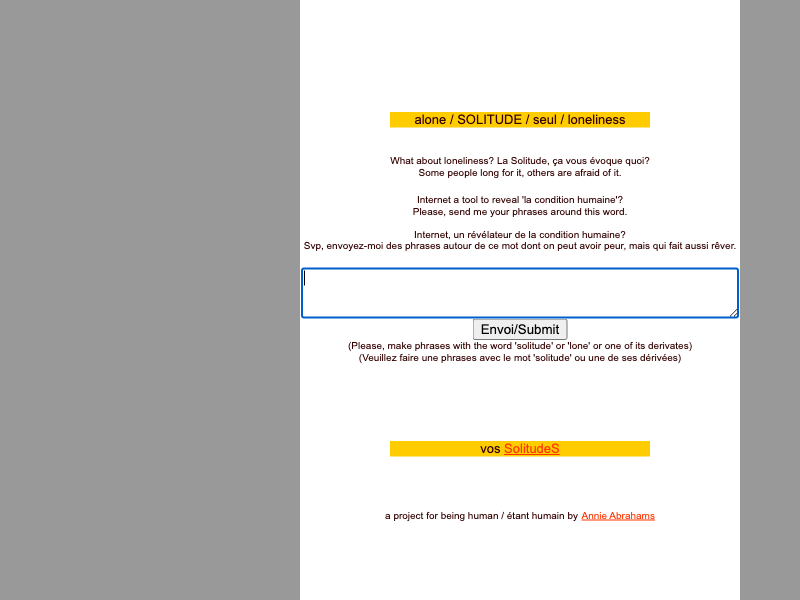 alone / SOLITUDE / seul / loneliness
What about loneliness? La Solitude, ça vous évoque quoi?
Some people long for it, others are afraid of it.
Internet a tool to reveal 'la condition humaine'?
Please, send me your phrases around this word.
Internet, un révélateur de la condition humaine?
Svp, envoyez-moi des phrases autour de ce mot dont on peut avoir peur, mais qui fait aussi rêver.
Envoi/Submit
(Please, make phrases with the word 'solitude' or 'lone' or one of its derivates)
(Veuillez faire une phrases avec le mot 'solitude' ou une de ses dérivées)
vos SolitudeS
a project for being human / étant humain by Annie Abrahams